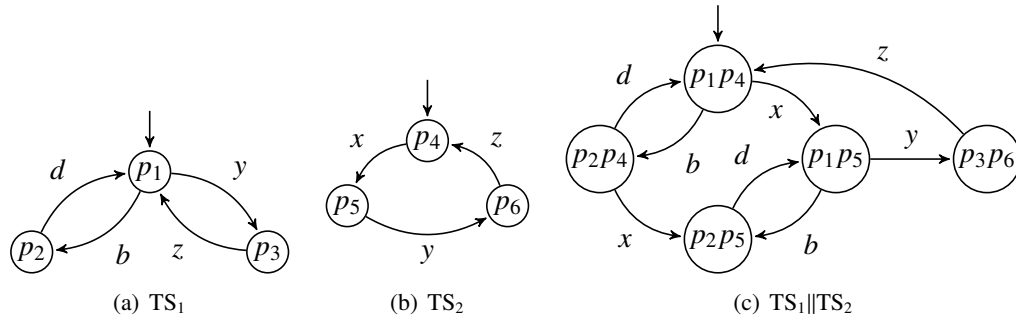 d
b
p₁
p₂
y
z
p₃
(a) TS₁
x
p₄
z
p₅
p₆
y
(b) TS₂
d
p₁p₄
z
x
p₂p₄
b
d
p₁p₅
y
p₃p₆
x
p₂p₅
b
(c) TS₁||TS₂